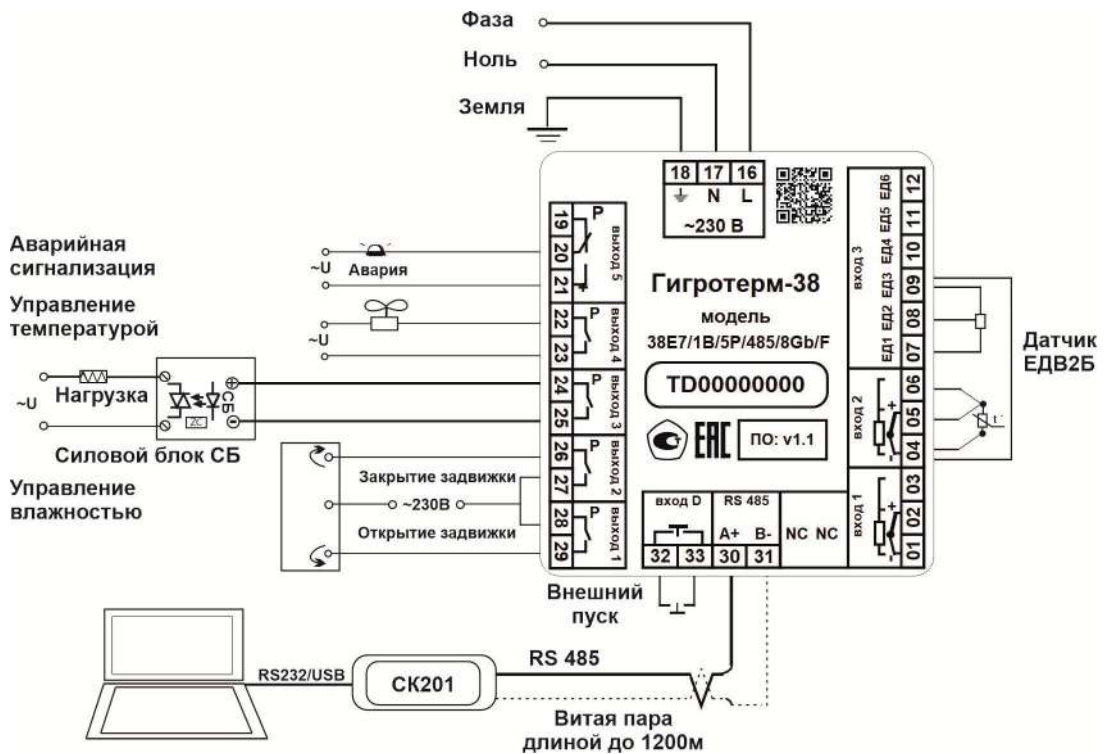 Фаза
Ноль
Земля
18 17 16
N L
~230 В
Гигротерм-38
модель
38E7/1B/5P/485/8Gb/F
TD00000000
EAC
ПО: v1.1
19
20
21
P
выход 5
22
23
P
выход 4
24
25
P
выход 3
26
27
P
выход 2
28
29
P
выход 1
12
11
10
09
08
07
ЕД6
ЕД5
ЕД4
ЕД3
ЕД2
ЕД1
вход 3
06
05
04
вход 2
+
-
03
02
01
вход 1
+
-
вход D
32 33
RS 485
A+ B-
30 31
NC NC
Аварийная
сигнализация
~U
Авария
Управление
температурой
~U
Нагрузка
~U
СБ
ZC
Силовой блок СБ
Управление
влажностью
Закрытие задвижки
~230В
Открытие задвижки
Датчик
ЕДВ2Б
t
Внешний
пуск
RS232/USB
СК201
RS 485
Витая пара
длиной до 1200м